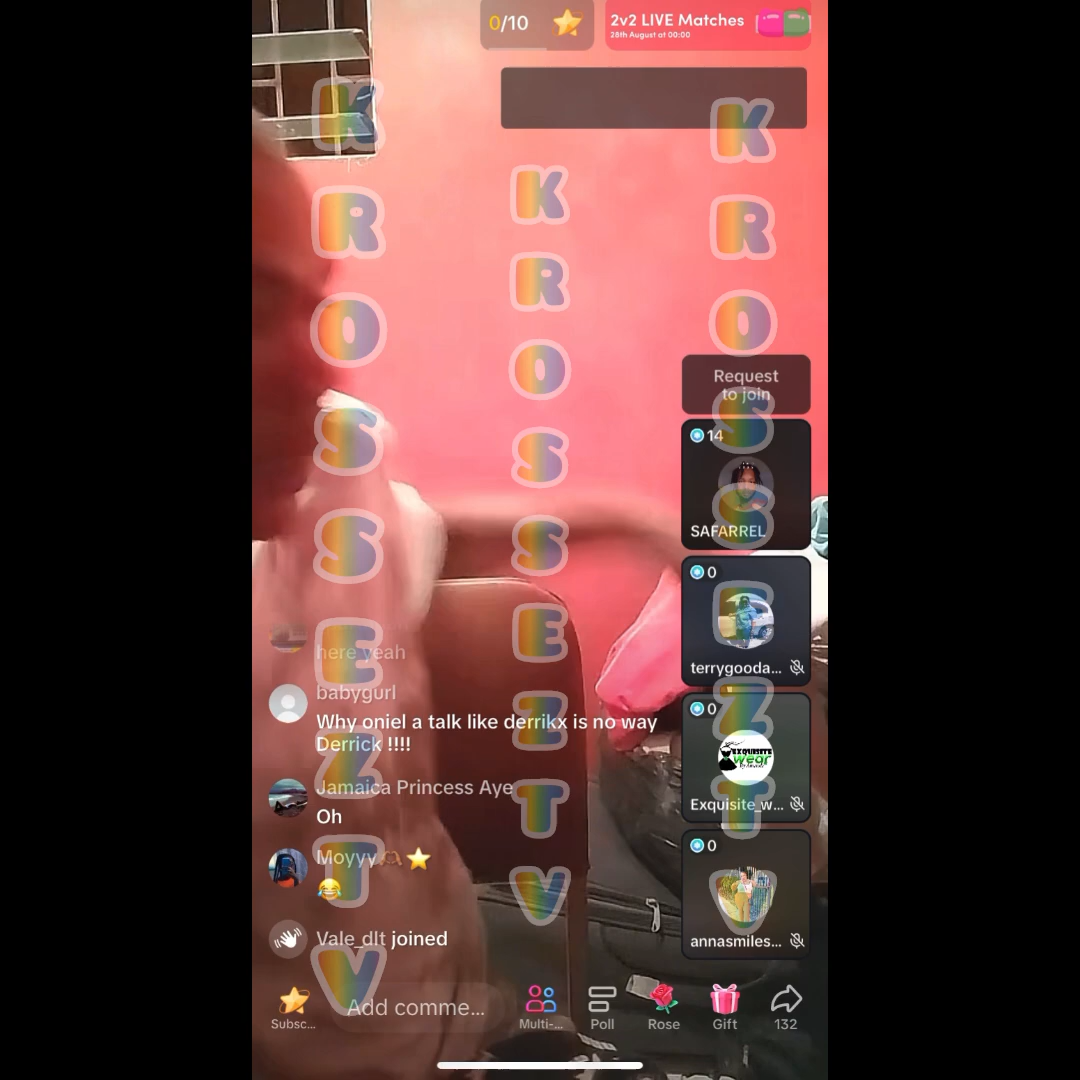 0/10
2v2 LIVE Matches
28th August at 00:00
KROSSEZTV
KROSSEZTV
KROSSEZTV
Request
to join
14
SAFARREL
0
terrygooda...
0
EXQUISITE
wear
Exquisite_w...
0
annasmiles...
here yeah
babygurl
Why oniel a talk like derrikx is no way
Derrick !!!!
Jamaica Princess Aye
Oh
Moyyy
Vale_dlt joined
Subsc...
Add comme...
Multi-...
Poll
Rose
Gift
132